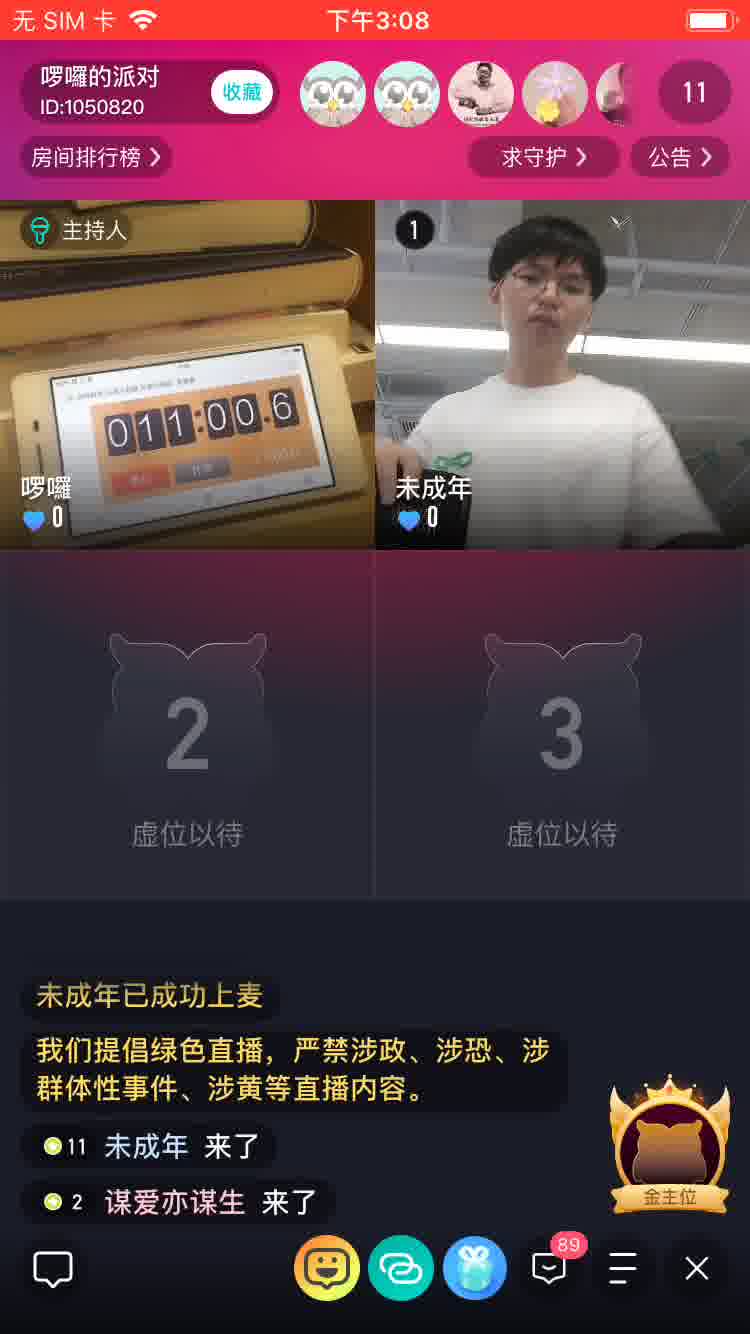 无 SIM 卡
下午3:08
啰囉的派对
ID:1050820
收藏
11
房间排行榜
求守护
公告
主持人
1
011:00.6
啰囉
0
未成年
0
2
3
虚位以待
虚位以待
未成年已成功上麦
我们提倡绿色直播，严禁涉政、涉恐、涉
群体性事件、涉黄等直播内容。
11 未成年 来了
2 谋爱亦谋生 来了
金主位
89